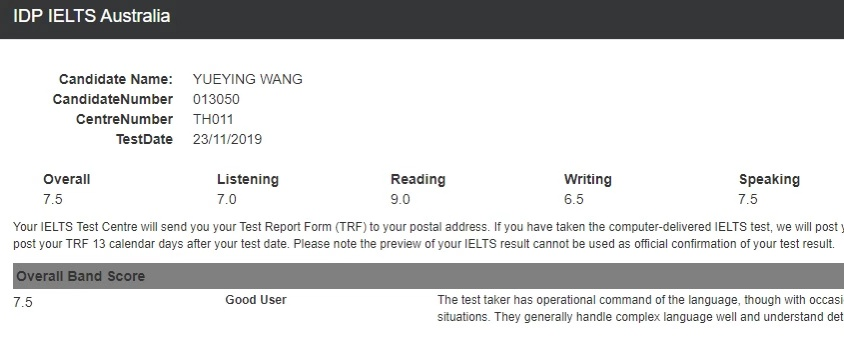 IDP IELTS Australia
Candidate Name: YUEYING WANG
CandidateNumber 013050
CentreNumber TH011
TestDate 23/11/2019
Overall Listening Reading Writing Speaking
7.5 7.0 9.0 6.5 7.5
Your IELTS Test Centre will send you your Test Report Form (TRF) to your postal address. If you have taken the computer-delivered IELTS test, we will post
post your TRF 13 calendar days after your test date. Please note the preview of your IELTS result cannot be used as official confirmation of your test result.
Overall Band Score
7.5 Good User The test taker has operational command of the language, though with
situations. They generally handle complex language well and understand